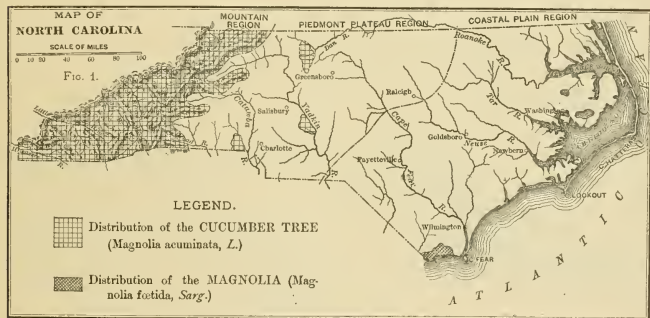 MAP OF
NORTH CAROLINA
SCALE OF MILES
0 10 20 40 60 80 100
FIG. 1.
MOUNTAIN
REGION
PIEDMONT PLATEAU REGION
COASTAL PLAIN REGION
Dan R.
Roanoke R.
Greensboro
Raleigh
Tar R.
Washington
Catawba R.
Salisbury
Yadkin R.
Cape Fear R.
Goldsboro
Neuse R.
Newbern
Charlotte
Fayetteville
HATTERAS
LOOKOUT
Wilmington
FEAR
ATLANTIC
LEGEND.
Distribution of the CUCUMBER TREE
(Magnolia acuminata, L.)
Distribution of the MAGNOLIA (Mag-
nolia fœtida, Sarg.)